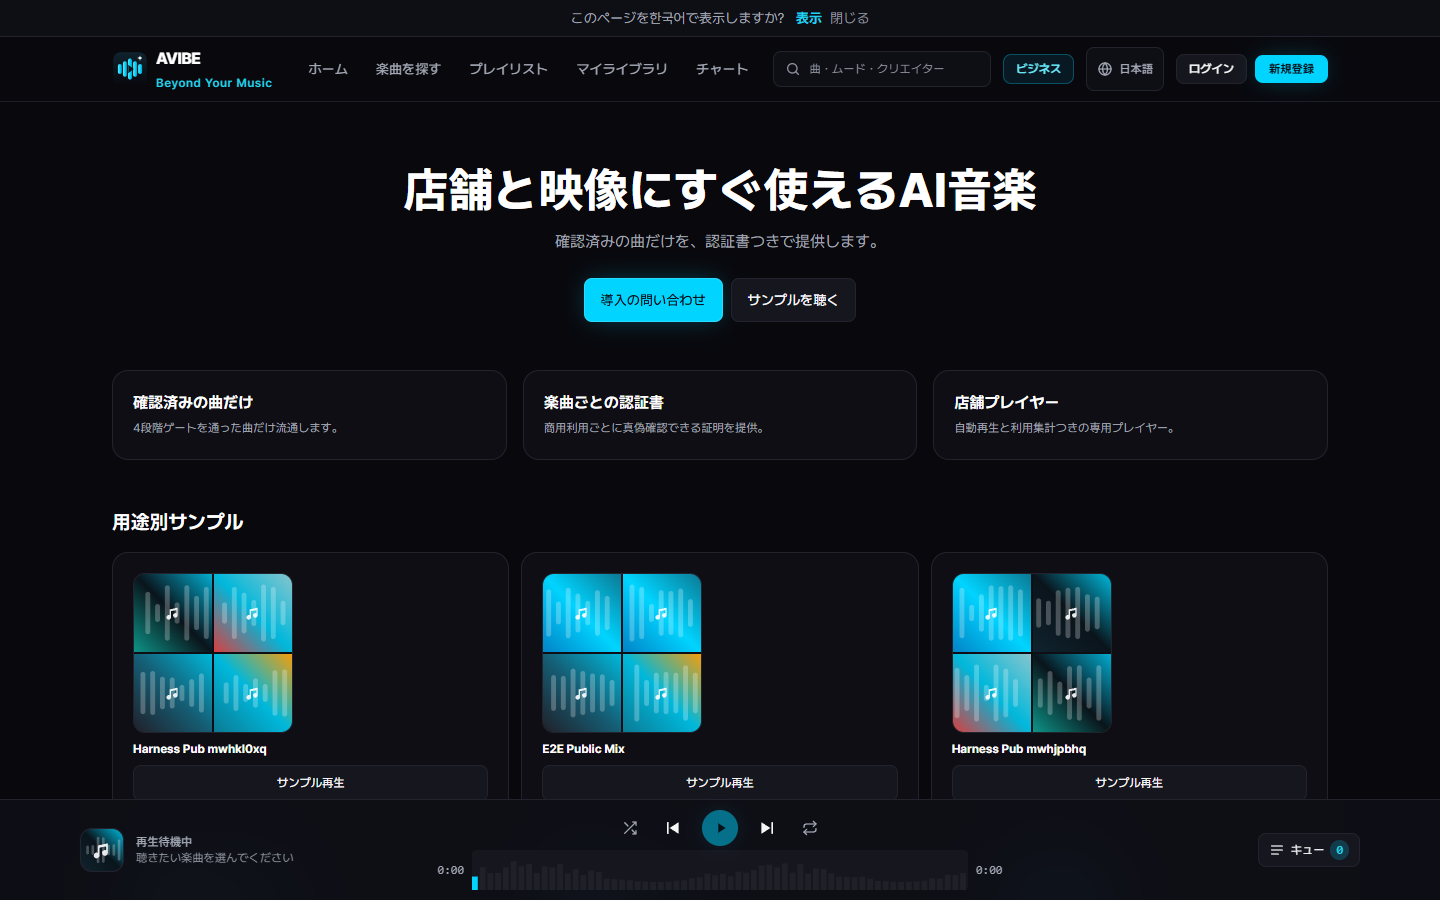 このページを한국어で表示しますか? 表示 閉じる
AVIBE
Beyond Your Music
ホーム 楽曲を探す プレイリスト マイライブラリ チャート 曲・ムード・クリエイター ビジネス 日本語 ログイン 新規登録
店舗と映像にすぐ使えるAI音楽
確認済みの曲だけを、認証書つきで提供します。
導入の問い合わせ サンプルを聴く
確認済みの曲だけ
4段階ゲートを通った曲だけ流通します。
楽曲ごとの認証書
商用利用ごとに真偽確認できる証明を提供。
店舗プレイヤー
自動再生と利用集計つきの専用プレイヤー。
用途別サンプル
Harness Pub mwhkl0xq
サンプル再生
E2E Public Mix
サンプル再生
Harness Pub mwhjpbhq
サンプル再生
再生待機中
聴きたい楽曲を選んでください
0:00 0:00
キュー 0